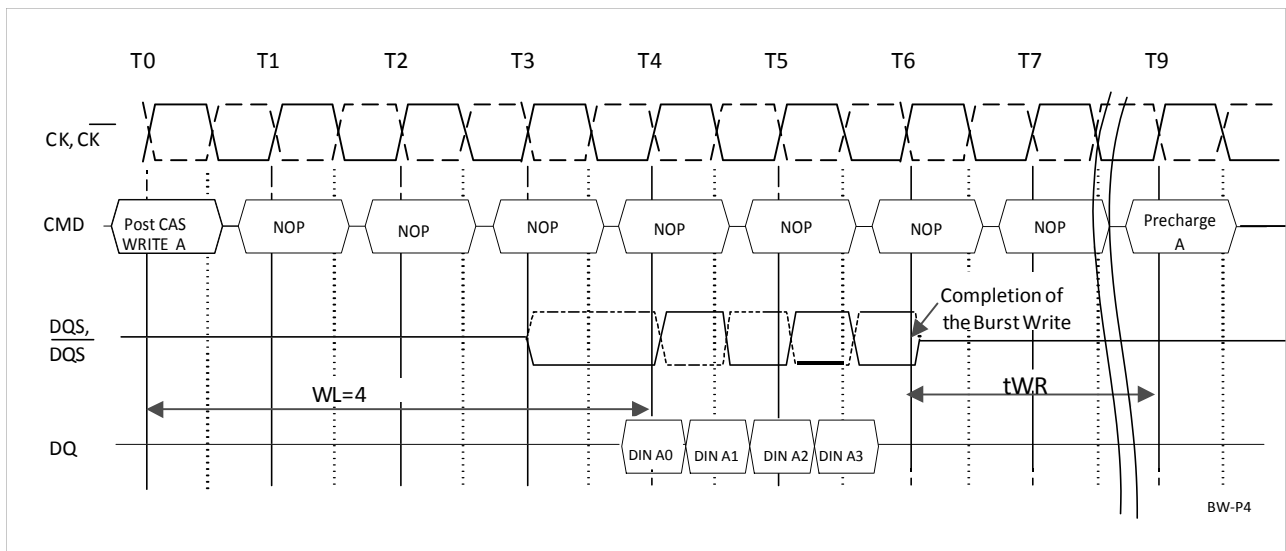 T0 T1 T2 T3 T4 T5 T6 T7 T9
CK, CK
CMD
Post CAS
WRITE A
NOP NOP NOP NOP NOP NOP NOP
Precharge
A
DQS,
DQS
Completion of
the Burst Write
WL=4
tWR
DQ
DIN A0 DIN A1 DIN A2 DIN A3
BW-P4